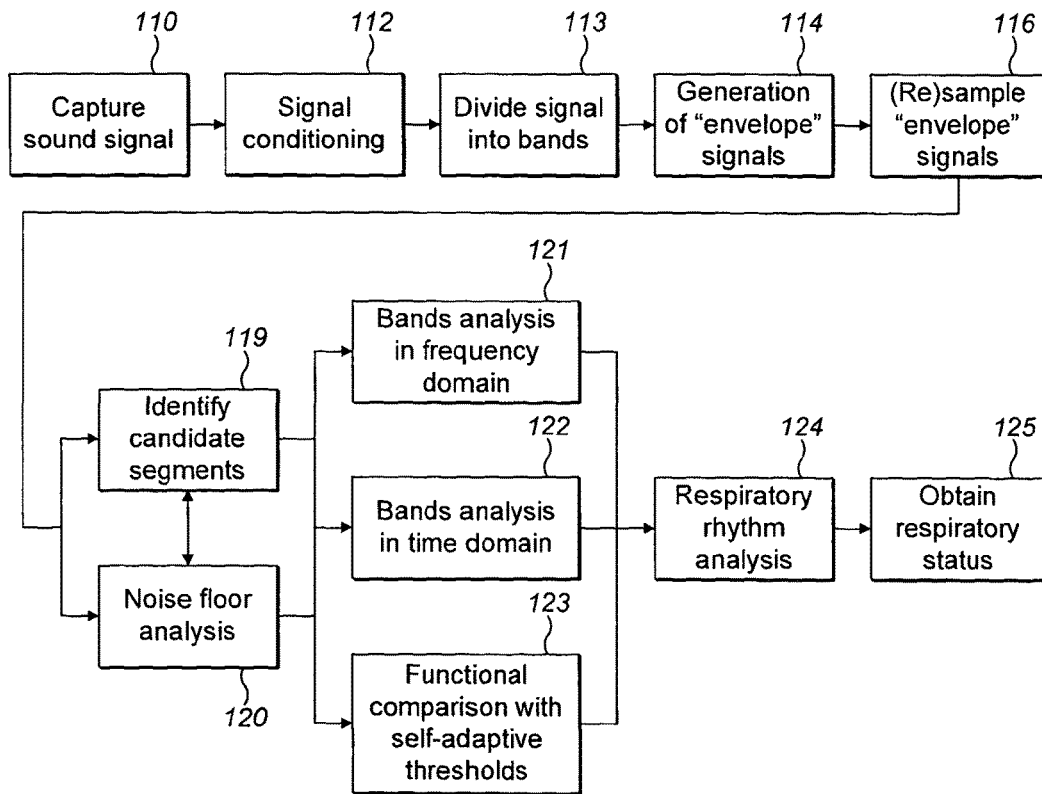 110
112
113
114
116
Capture
sound signal
Signal
conditioning
Divide signal
into bands
Generation
of “envelope”
signals
(Re)sample
“envelope”
signals
121
Bands analysis
in frequency
domain
119
Identify
candidate
segments
122
Bands analysis
in time domain
124
Respiratory
rhythm
analysis
125
Obtain
respiratory
status
Noise floor
analysis
120
123
Functional
comparison with
self-adaptive
thresholds